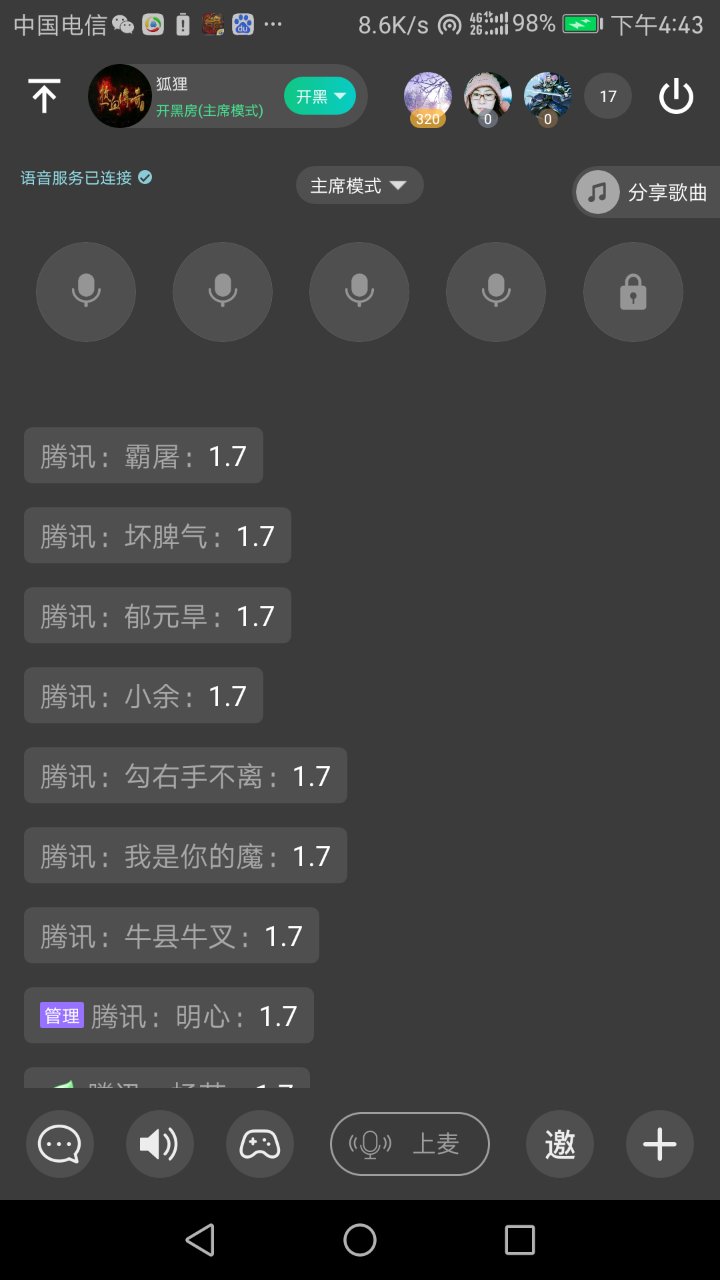 中国电信 8.6K/s 4G 2G 98% 下午4:43
狐狸
开黑房(主席模式)
开黑
320 0 0 17
语音服务已连接
主席模式
分享歌曲
腾讯：霸屠：1.7
腾讯：坏脾气：1.7
腾讯：郁元旱：1.7
腾讯：小余：1.7
腾讯：勾右手不离：1.7
腾讯：我是你的魔：1.7
腾讯：牛县牛叉：1.7
管理 腾讯：明心：1.7
上麦
邀